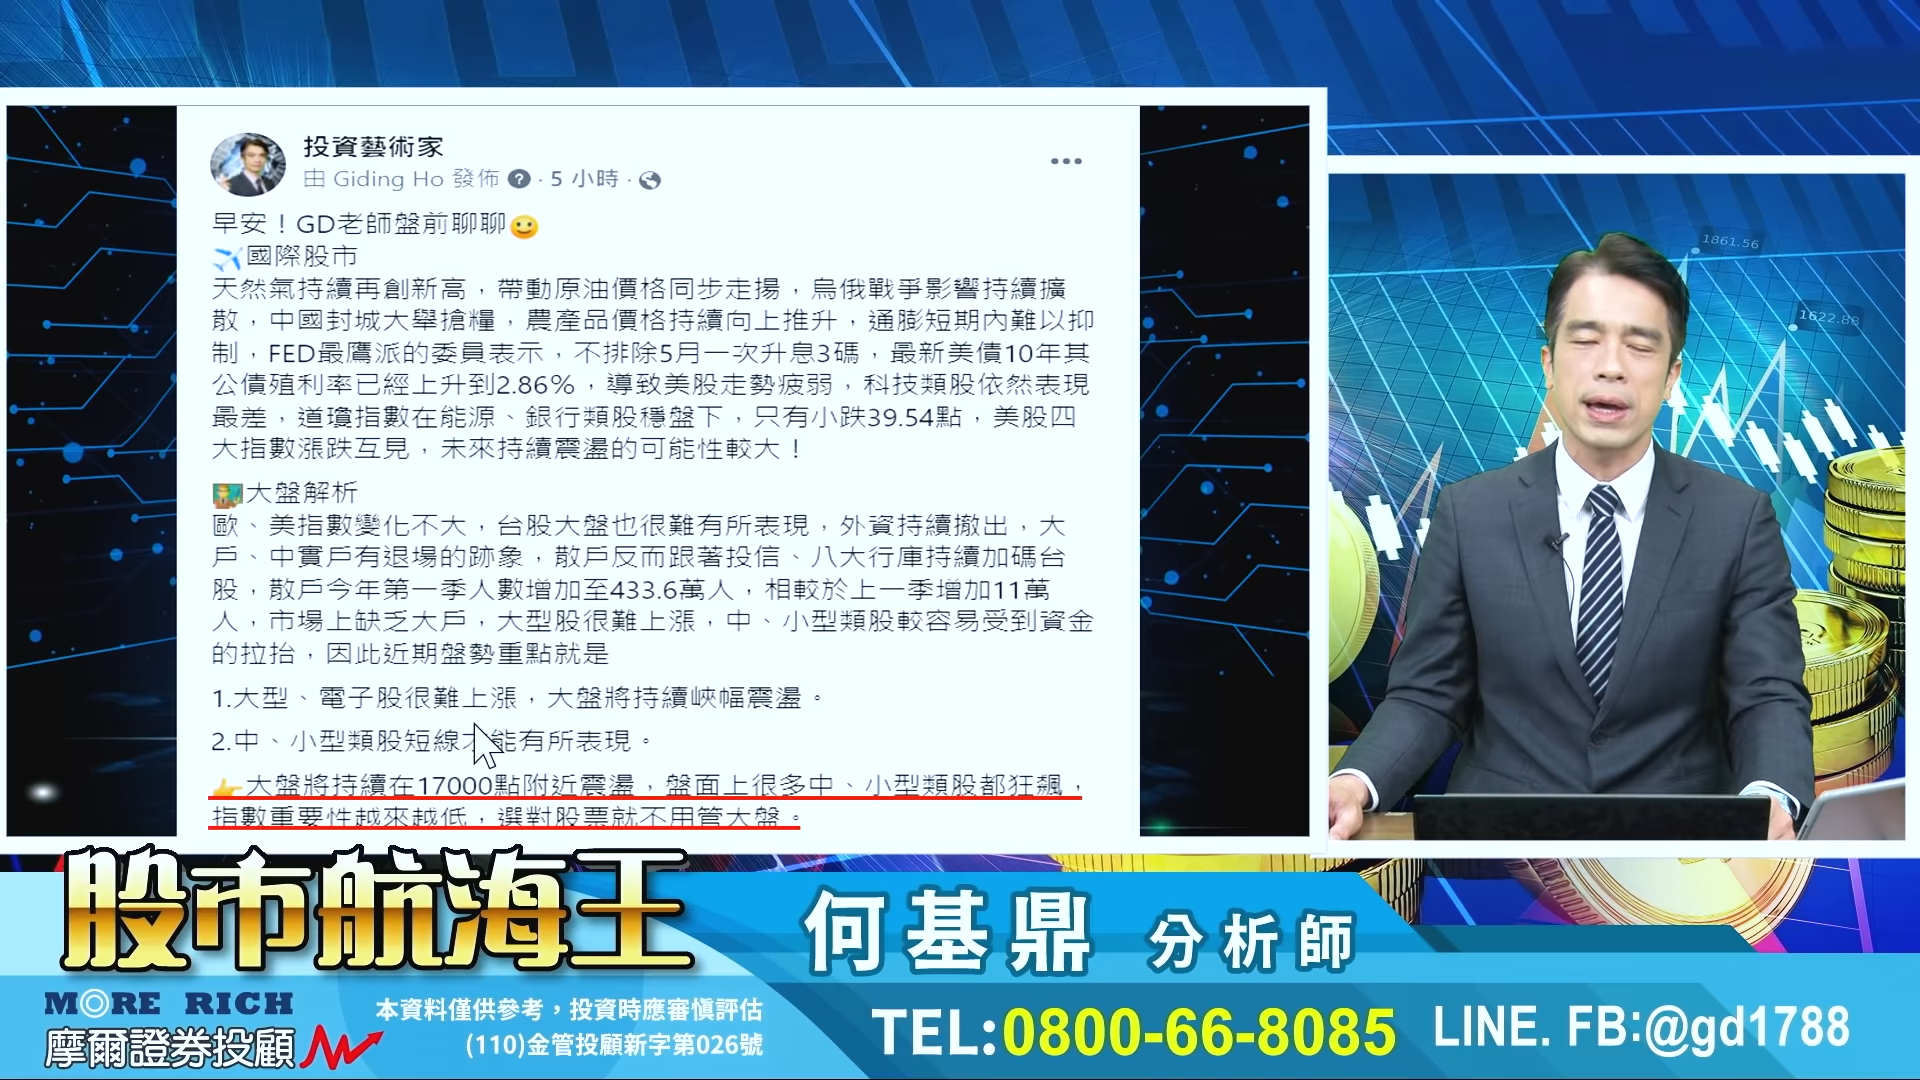 投資藝術家
由 Giding Ho 發佈 · 5 小時 ·
早安！GD老師盤前聊聊
國際股市
天然氣持續再創新高，帶動原油價格同步走揚，烏俄戰爭影響持續擴
散，中國封城大舉搶糧，農產品價格持續向上推升，通膨短期內難以抑
制，FED最鷹派的委員表示，不排除5月一次升息3碼，最新美債10年其
公債殖利率已經上升到2.86%，導致美股走勢疲弱，科技類股依然表現
最差，道瓊指數在能源、銀行類股穩盤下，只有小跌39.54點，美股四
大指數漲跌互見，未來持續震盪的可能性較大！
大盤解析
歐、美指數變化不大，台股大盤也很難有所表現，外資持續撤出，大
戶、中實戶有退場的跡象，散戶反而跟著投信、八大行庫持續加碼台
股，散戶今年第一季人數增加至433.6萬人，相較於上一季增加11萬
人，市場上缺乏大戶，大型股很難上漲，中、小型類股較容易受到資金
的拉抬，因此近期盤勢重點就是
1.大型、電子股很難上漲，大盤將持續峽幅震盪。
2.中、小型類股短線才能有所表現。
大盤將持續在17000點附近震盪，盤面上很多中、小型類股都狂飆，
指數重要性越來越低，選對股票就不用管大盤。
1861.56
1622.88
股市航海王
何基鼎 分析師
MORE RICH
摩爾證券投顧
本資料僅供參考，投資時應審慎評估
(110)金管投顧新字第026號
TEL:0800-66-8085
LINE. FB:@gd1788